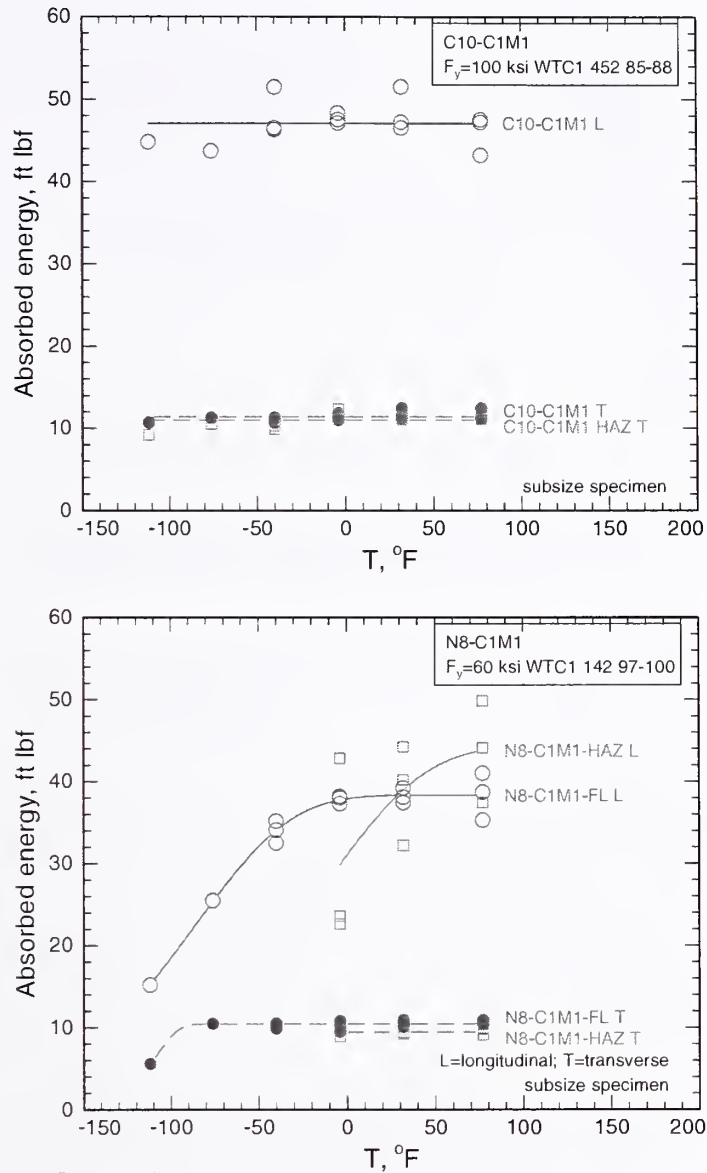 60
50
40
30
20
10
0
Absorbed energy, ft lbf
C10-C1M1
Fy=100 ksi WTC1 452 85-88
C10-C1M1 L
C10-C1M1 T
C10-C1M1 HAZ T
subsize specimen
-150 -100 -50 0 50 100 150 200
T, °F
60
50
40
30
20
10
0
Absorbed energy, ft lbf
N8-C1M1
Fy=60 ksi WTC1 142 97-100
N8-C1M1-HAZ L
N8-C1M1-FL L
N8-C1M1-FL T
N8-C1M1-HAZ T
L=longitudinal; T=transverse
subsize specimen
-150 -100 -50 0 50 100 150 200
T, °F